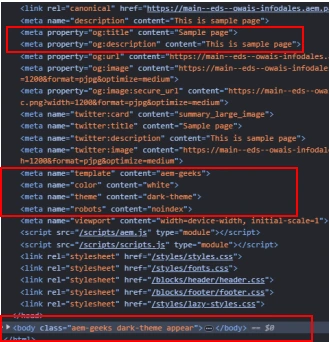 <link rel="canonical" href="https://main--eds--owais-infodales.aem.p
<meta name="description" content="This is sample page">
<meta property="og:title" content="Sample page">
<meta property="og:description" content="This is sample page">
<meta property="og:url" content="https://main--eds--owais-infodales.
<meta property="og:image" content="https://main--eds--owais-infodale
=1200&format=pjpg&optimize=medium">
<meta property="og:image:secure_url" content="https://main--eds--owa
c.png?width=1200&format=pjpg&optimize=medium">
<meta name="twitter:card" content="summary_large_image">
<meta name="twitter:title" content="Sample page">
<meta name="twitter:description" content="This is sample page">
<meta name="twitter:image" content="https://main--eds--owais-infodal
h=1200&format=pjpg&optimize=medium">
<meta name="template" content="aem-geeks">
<meta name="color" content="white">
<meta name="theme" content="dark-theme">
<meta name="robots" content="noindex">
<meta name="viewport" content="width=device-width, initial-scale=1">
<script src="/scripts/aem.js" type="module"></script>
<script src="/scripts/scripts.js" type="module"></script>
<link rel="stylesheet" href="/styles/styles.css">
<link rel="stylesheet" href="/styles/fonts.css">
<link rel="stylesheet" href="/blocks/header/header.css">
<link rel="stylesheet" href="/blocks/footer/footer.css">
<link rel="stylesheet" href="/styles/lazy-styles.css">
</head>
<body class="aem-geeks dark-theme appear"> … </body> == $0
</html>